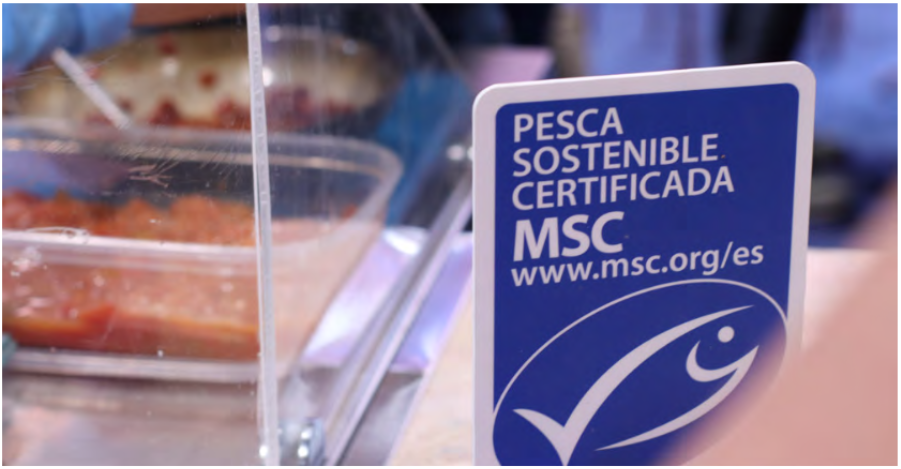 PESCA
SOSTENIBLE
CERTIFICADA
MSC
www.msc.org/es